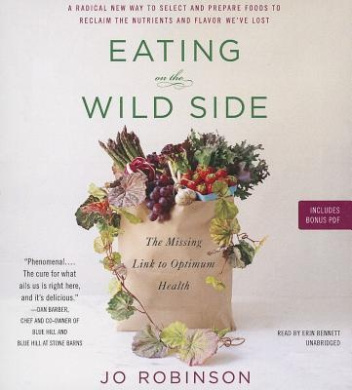 A RADICAL NEW WAY TO SELECT AND PREPARE FOODS TO
RECLAIM THE NUTRIENTS AND FLAVOR WE'VE LOST
EATING
on the
WILD SIDE
INCLUDES
BONUS PDF
The Missing
Link to Optimum
Health
"Phenomenal....
The cure for what
ails us is right here,
and it's delicious."
—DAN BARBER,
CHEF AND CO-OWNER OF
BLUE HILL AND
BLUE HILL AT STONE BARNS
READ BY ERIN BENNETT
UNABRIDGED
JO ROBINSON